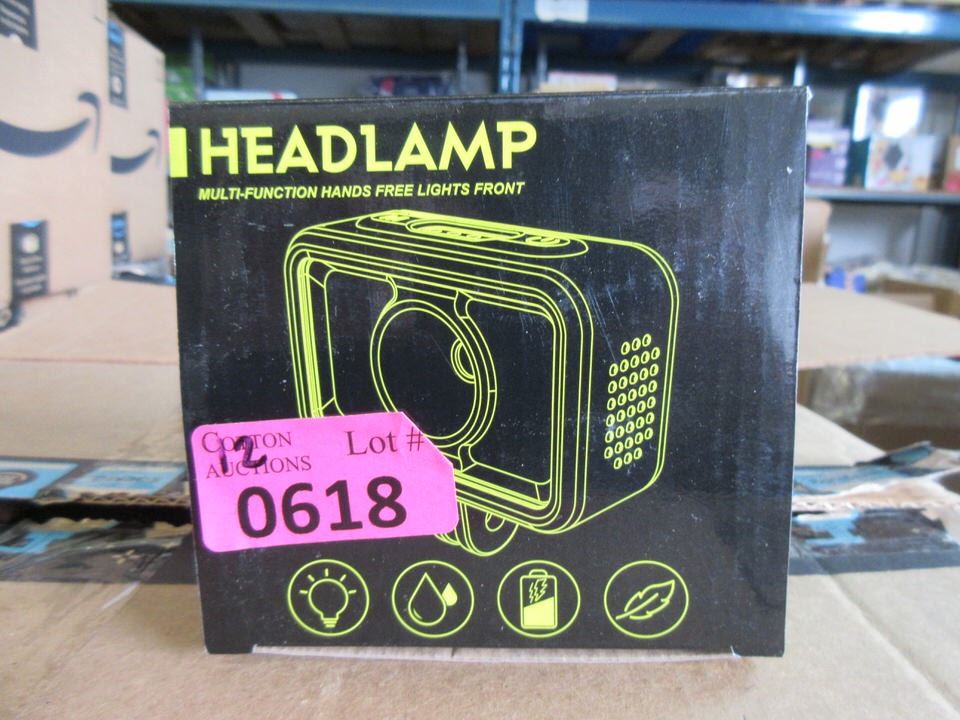 HEADLAMP
MULTI-FUNCTION HANDS FREE LIGHTS FRONT
COTTON
AUCTIONS
Lot #
12
0618